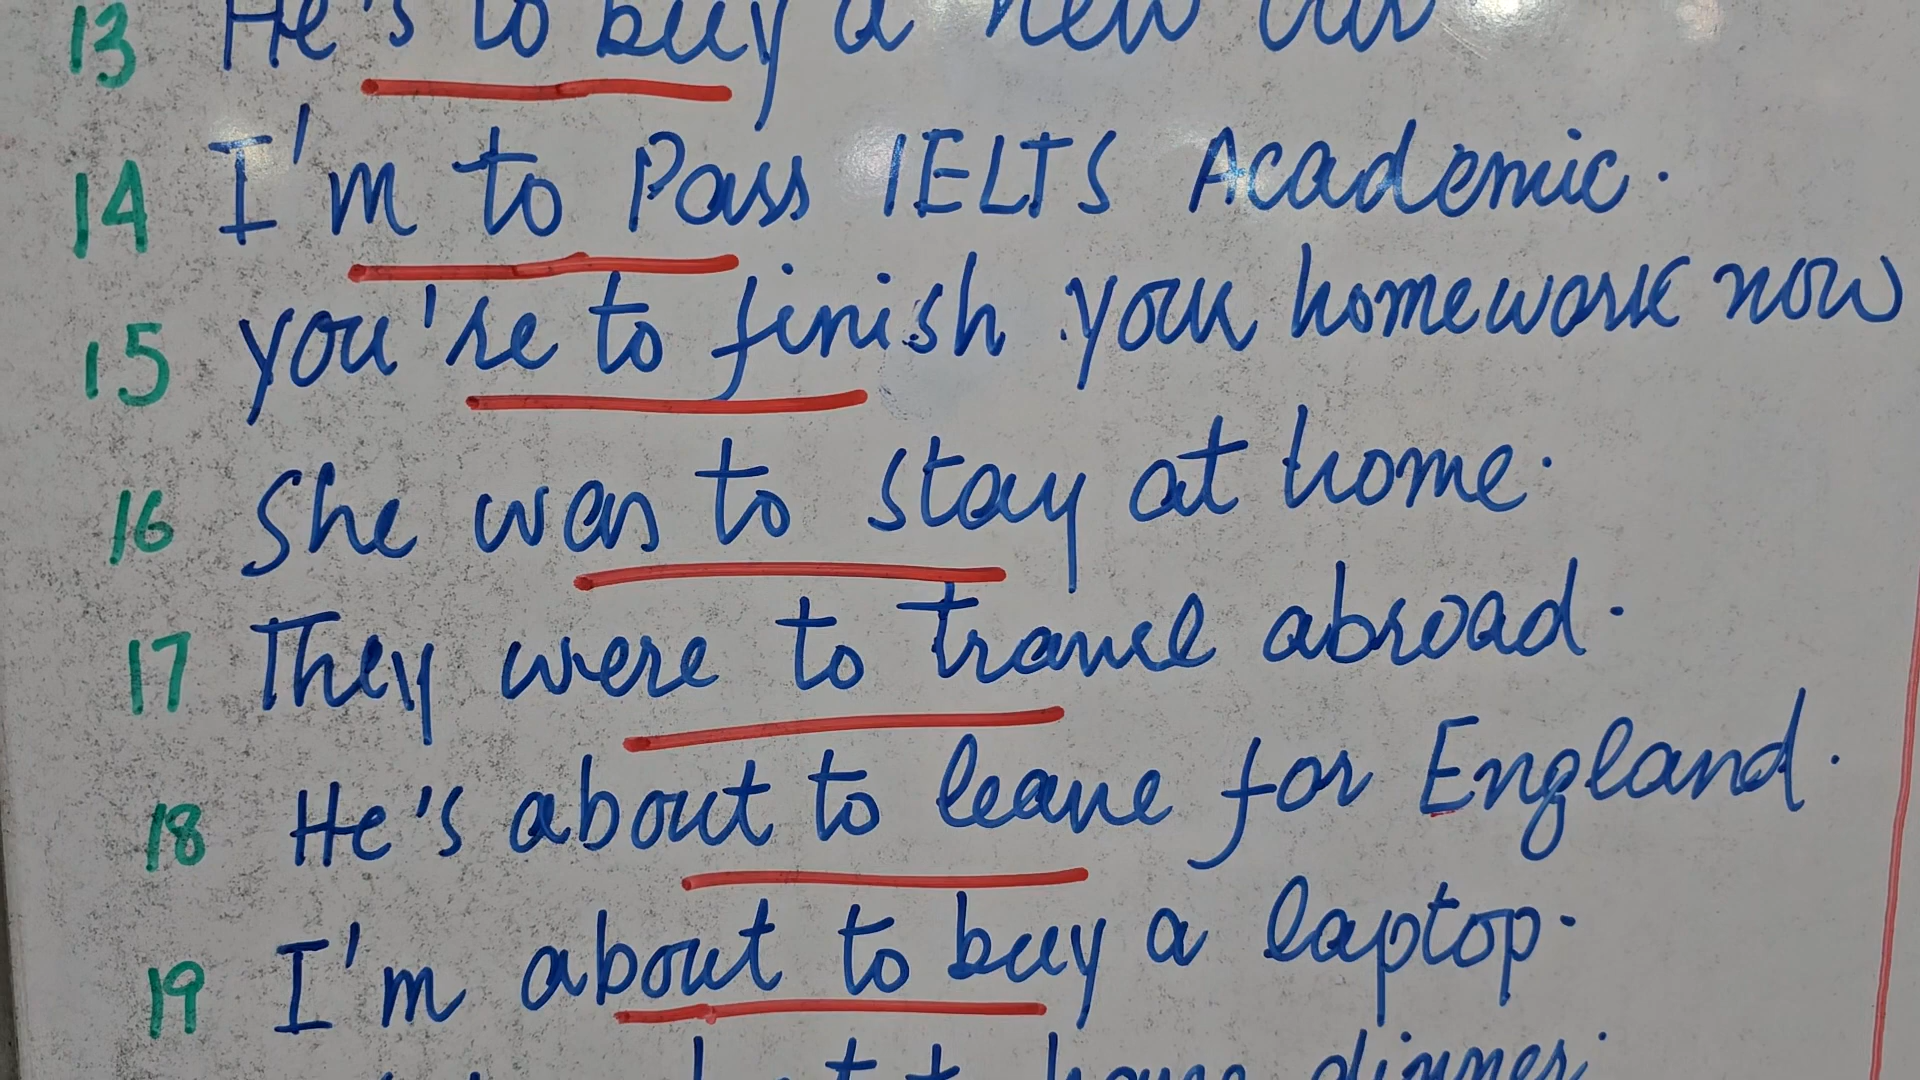 13 He's to buy a new car
14 I'm to Pass IELTS Academic.
15 you're to finish your homework now
16 She was to stay at home.
17 They were to travel abroad.
18 He's about to leave for England.
19 I'm about to buy a laptop.
dinner.